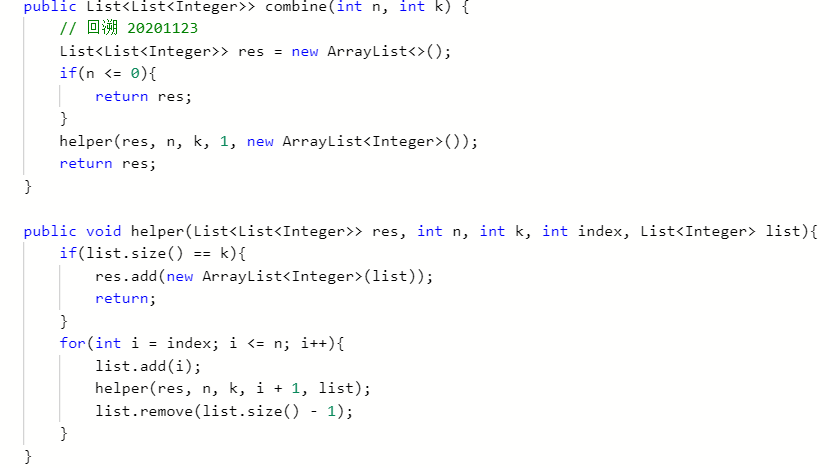 public List<List<Integer>> combine(int n, int k) {
    // 回溯 20201123
    List<List<Integer>> res = new ArrayList<>();
    if(n <= 0){
        return res;
    }
    helper(res, n, k, 1, new ArrayList<Integer>());
    return res;
}

public void helper(List<List<Integer>> res, int n, int k, int index, List<Integer> list){
    if(list.size() == k){
        res.add(new ArrayList<Integer>(list));
        return;
    }
    for(int i = index; i <= n; i++){
        list.add(i);
        helper(res, n, k, i + 1, list);
        list.remove(list.size() - 1);
    }
}